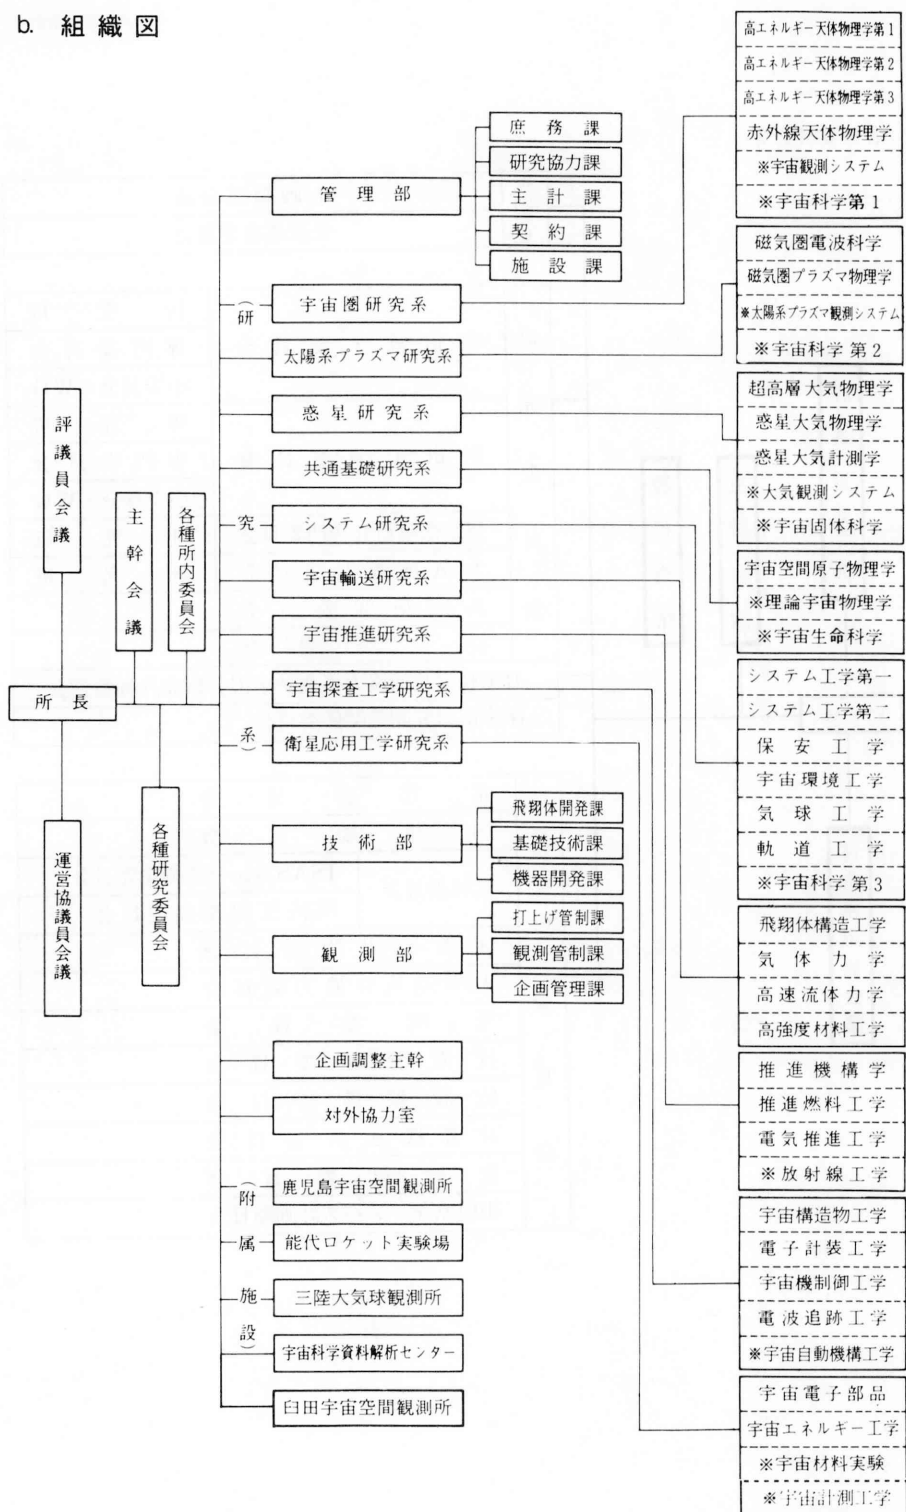 b. 組織図
評議員会議
主幹会議
各種所内委員会
所長
運営協議員会議
各種研究委員会
管理部
庶務課
研究協力課
主計課
契約課
施設課
(研究系)
宇宙圏研究系
太陽系プラズマ研究系
惑星研究系
共通基礎研究系
システム研究系
宇宙輸送研究系
宇宙推進研究系
宇宙探査工学研究系
衛星応用工学研究系
技術部
飛翔体開発課
基礎技術課
機器開発課
観測部
打上げ管制課
観測管制課
企画管理課
企画調整主幹
対外協力室
(附属施設)
鹿児島宇宙空間観測所
能代ロケット実験場
三陸大気球観測所
宇宙科学資料解析センター
臼田宇宙空間観測所
高エネルギー天体物理学第1
高エネルギー天体物理学第2
高エネルギー天体物理学第3
赤外線天体物理学
※宇宙観測システム
※宇宙科学第1
磁気圏電波科学
磁気圏プラズマ物理学
※太陽系プラズマ観測システム
※宇宙科学第2
超高層大気物理学
惑星大気物理学
惑星大気計測学
※大気観測システム
※宇宙固体科学
宇宙空間原子物理学
※理論宇宙物理学
※宇宙生命科学
システム工学第一
システム工学第二
保安工学
宇宙環境工学
気球工学
軌道工学
※宇宙科学第3
飛翔体構造工学
気体力学
高速流体力学
高強度材料工学
推進機構学
推進燃料工学
電気推進工学
※放射線工学
宇宙構造物工学
電子計装工学
宇宙機制御工学
電波追跡工学
※宇宙自動機構工学
宇宙電子部品
宇宙エネルギー工学
※宇宙材料実験
※宇宙計測工学